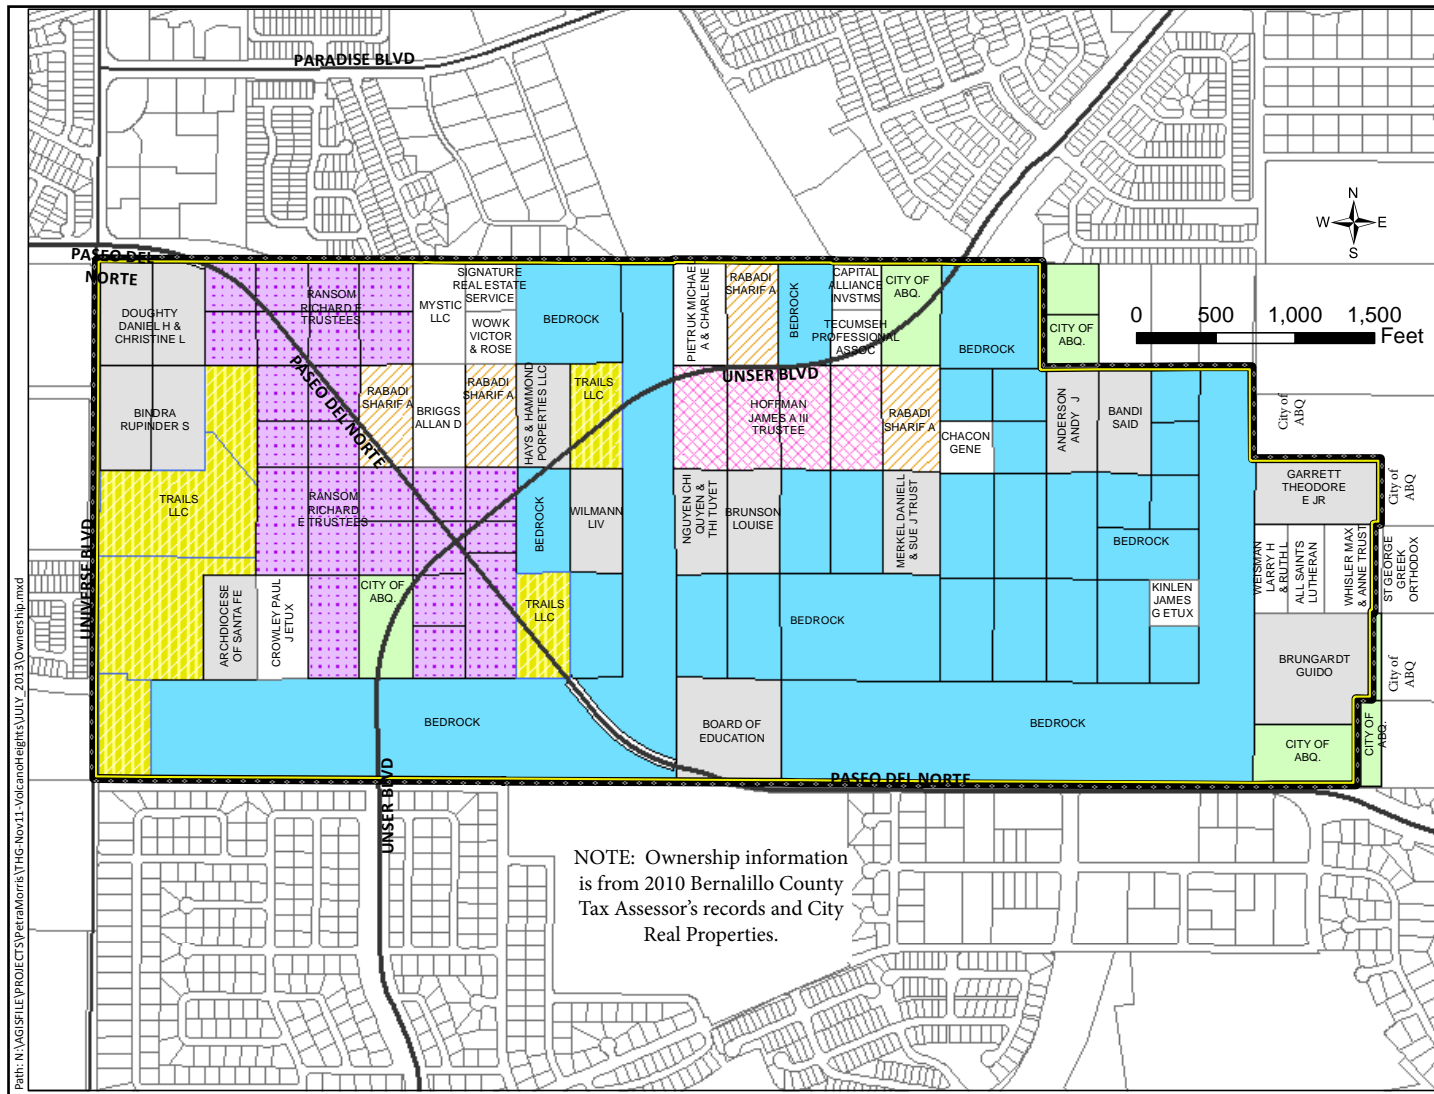 PARADISE BLVD
N
W E
S
PASEO DEL
NORTE
DOUGHTY
DANIEL H &
CHRISTINE L
RANSOM
RICHARD E
TRUSTEES
MYSTIC
LLC
SIGNATURE
REAL ESTATE
SERVICE
WOWK
VICTOR
& ROSE
BEDROCK
PIETRUK MICHAE
A & CHARLENE
RABADI
SHARIF A
BEDROCK
CAPITAL
ALLIANCE
INVSTMS
TECUMSEH
PROFESSIONAL
ASSOC
CITY OF
ABQ.
BEDROCK
CITY OF
ABQ.
0 500 1,000 1,500
Feet
BINDRA
RUPINDER S
PASEO DEL NORTE
RABADI
SHARIF A
BRIGGS
ALLAN D
RABADI
SHARIF A
HAYS & HAMMOND
PORPERTIES LLC
TRAILS
LLC
UNSER BLVD
HOFFMAN
JAMES A III
TRUSTEE
RABADI
SHARIF A
CHACON
GENE
ANDERSON
ANDY J
BANDI
SAID
City of
ABQ
TRAILS
LLC
RANSOM
RICHARD
E TRUSTEES
BEDROCK
WILMANN
LIV
NGUYEN CHI
QUYEN &
THI TUYET
BRUNSON
LOUISE
MERKEL DANIELL
& SUE J TRUST
BEDROCK
GARRETT
THEODORE
E JR
City of
ABQ
UNIVERSE BLVD
ARCHDIOCESE
OF SANTA FE
CROWLEY PAUL
J ETUX
CITY OF
ABQ.
TRAILS
LLC
BEDROCK
KINLEN
JAMES
G ETUX
WEISMAN
LARRY H
& RUTH L
ALL SAINTS
LUTHERAN
WHISLER MAX
& ANNE TRUST
ST GEORGE
GREEK
ORTHODOX
BRUNGARDT
GUIDO
City of
ABQ
BEDROCK
BOARD OF
EDUCATION
BEDROCK
CITY OF
ABQ.
CITY OF
ABQ.
PASEO DEL NORTE
UNSER BLVD
NOTE: Ownership information
is from 2010 Bernalillo County
Tax Assessor's records and City
Real Properties.
Path: N:\AGISFILE\PROJECTS\PetraMorris\THG-Nov11-VolcanoHeights\JULY_2013\Ownership.mxd